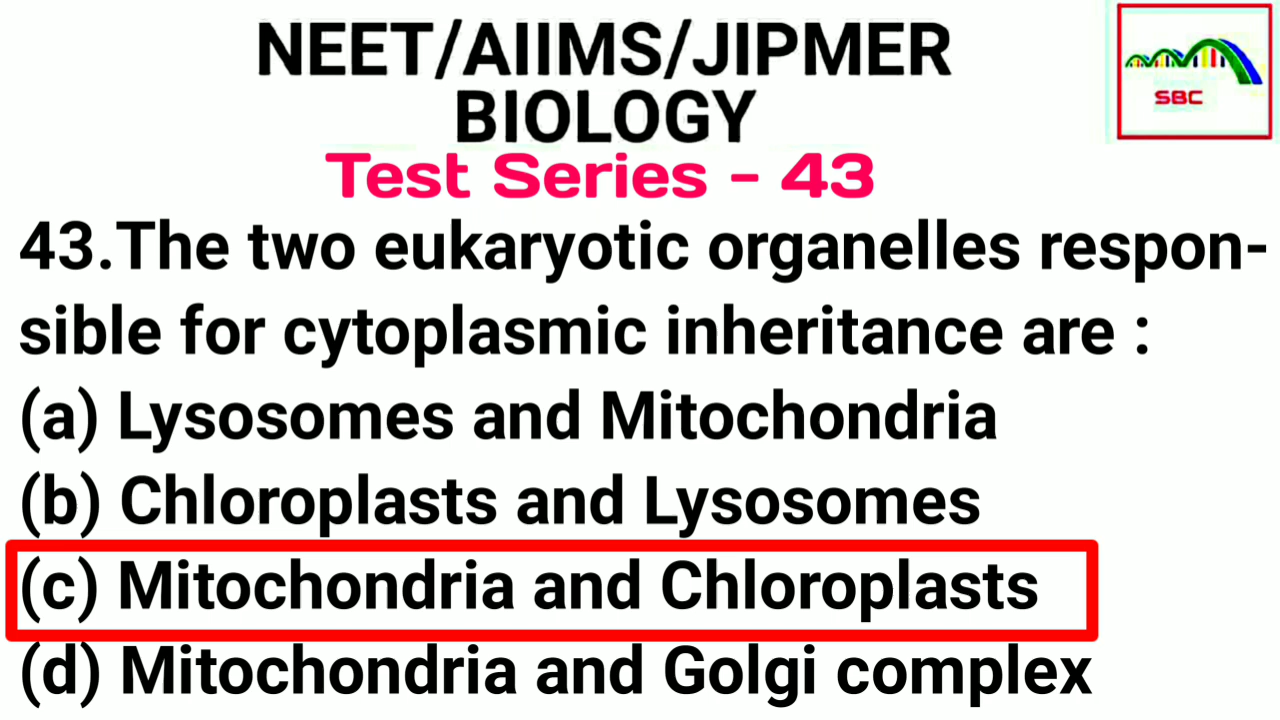 NEET/AIIMS/JIPMER
BIOLOGY
SBC
Test Series - 43
43.The two eukaryotic organelles respon-
sible for cytoplasmic inheritance are :
(a) Lysosomes and Mitochondria
(b) Chloroplasts and Lysosomes
(c) Mitochondria and Chloroplasts
(d) Mitochondria and Golgi complex